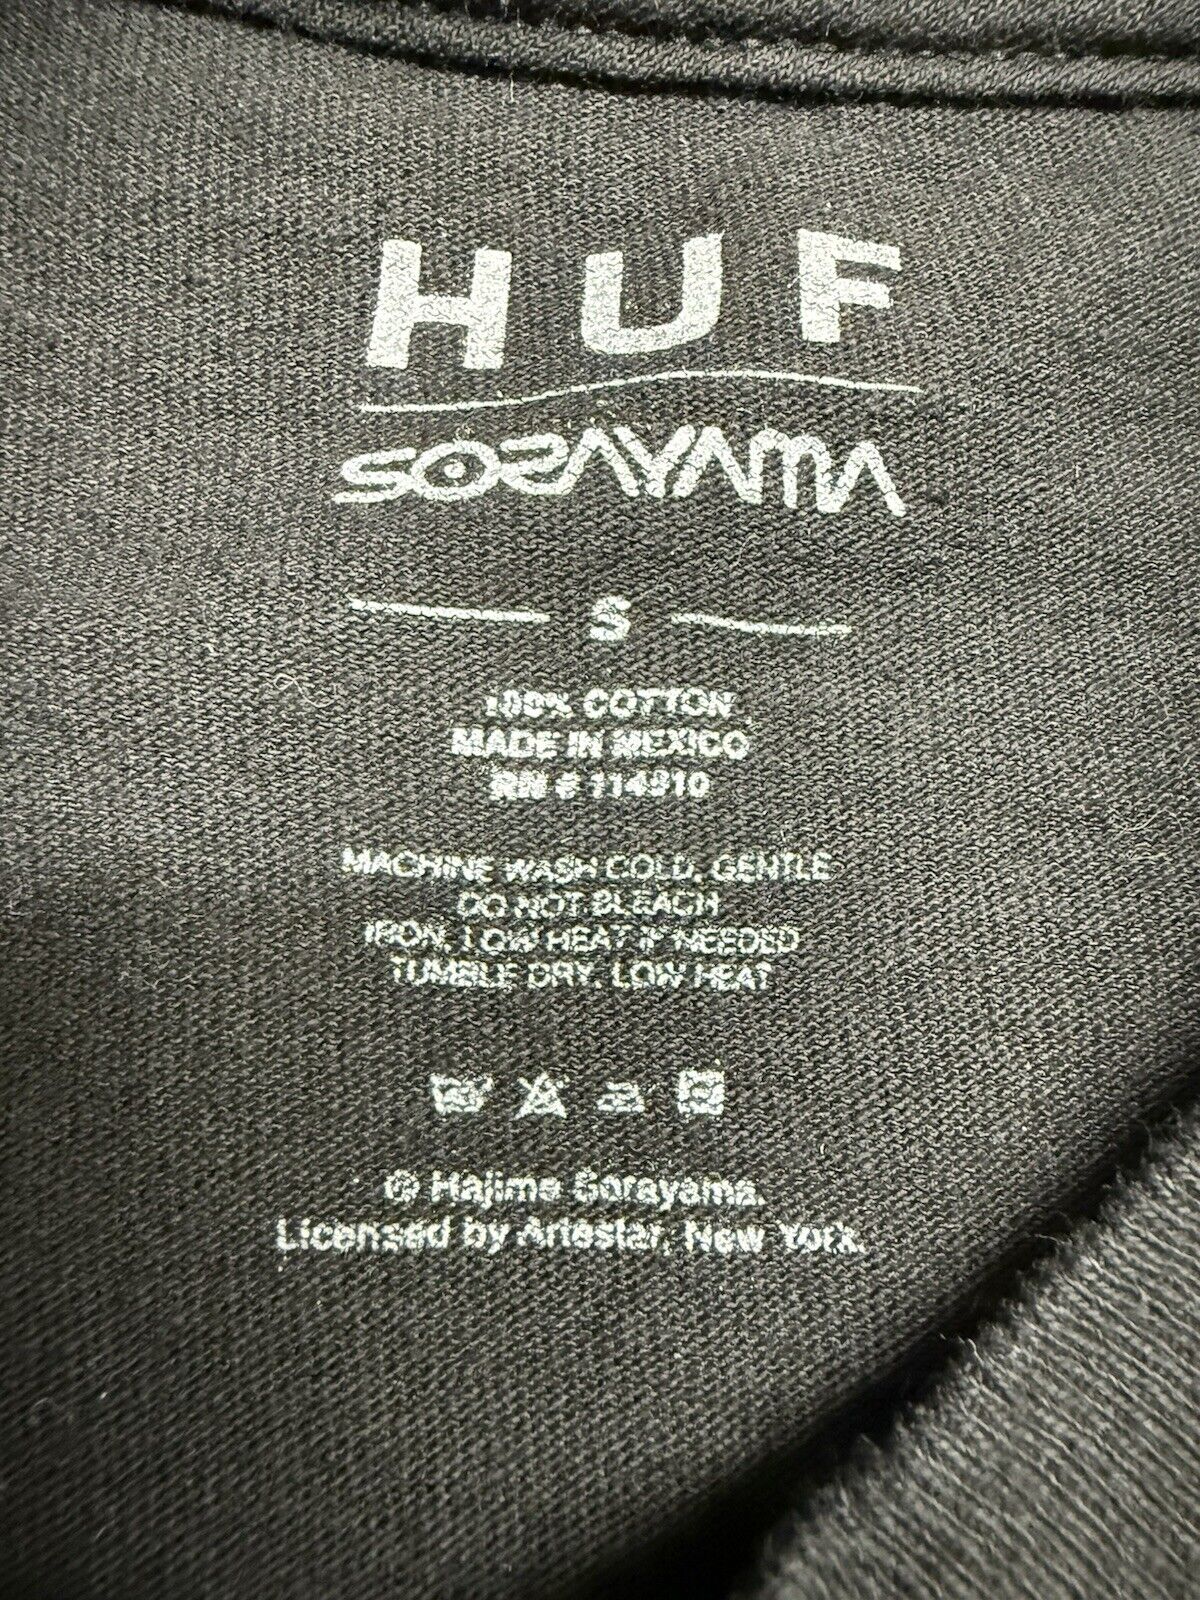 HUF
SORAYAMA
S
100% COTTON
MADE IN MEXICO
RN # 114810
MACHINE WASH COLD, GENTLE
DO NOT BLEACH
IRON, LOW HEAT IF NEEDED
TUMBLE DRY, LOW HEAT
© Hajime Sorayama.
Licensed by Artestar, New York.